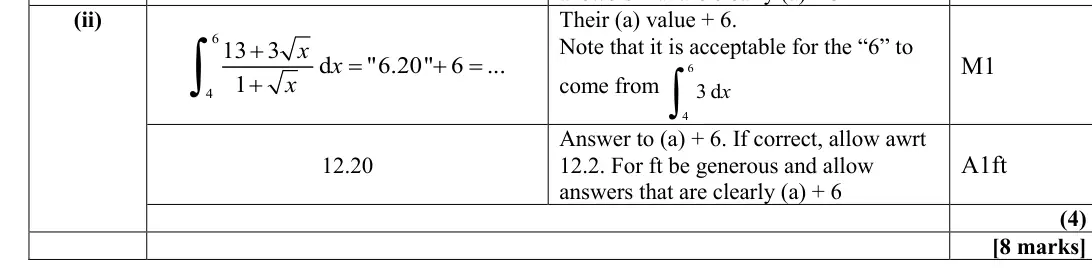 (ii)
∫₄⁶ (13+3√x)/(1+√x) dx = "6.20"+ 6 = ...
Their (a) value + 6.
Note that it is acceptable for the “6” to
come from ∫₄⁶ 3 dx
M1
12.20
Answer to (a) + 6. If correct, allow awrt
12.2. For ft be generous and allow
answers that are clearly (a) + 6
A1ft
(4)
[8 marks]